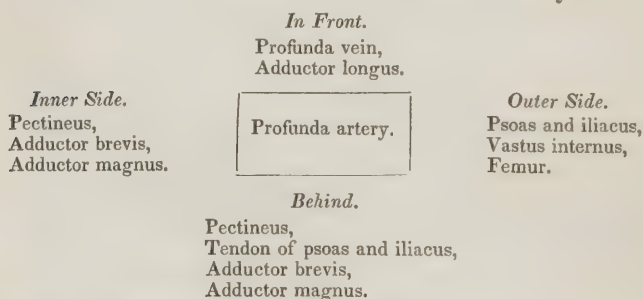 In Front.
Profunda vein,
Adductor longus.
Inner Side.
Pectineus,
Adductor brevis,
Adductor magnus.
Profunda artery.
Outer Side.
Psoas and iliacus,
Vastus internus,
Femur.
Behind.
Pectineus,
Tendon of psoas and iliacus,
Adductor brevis,
Adductor magnus.